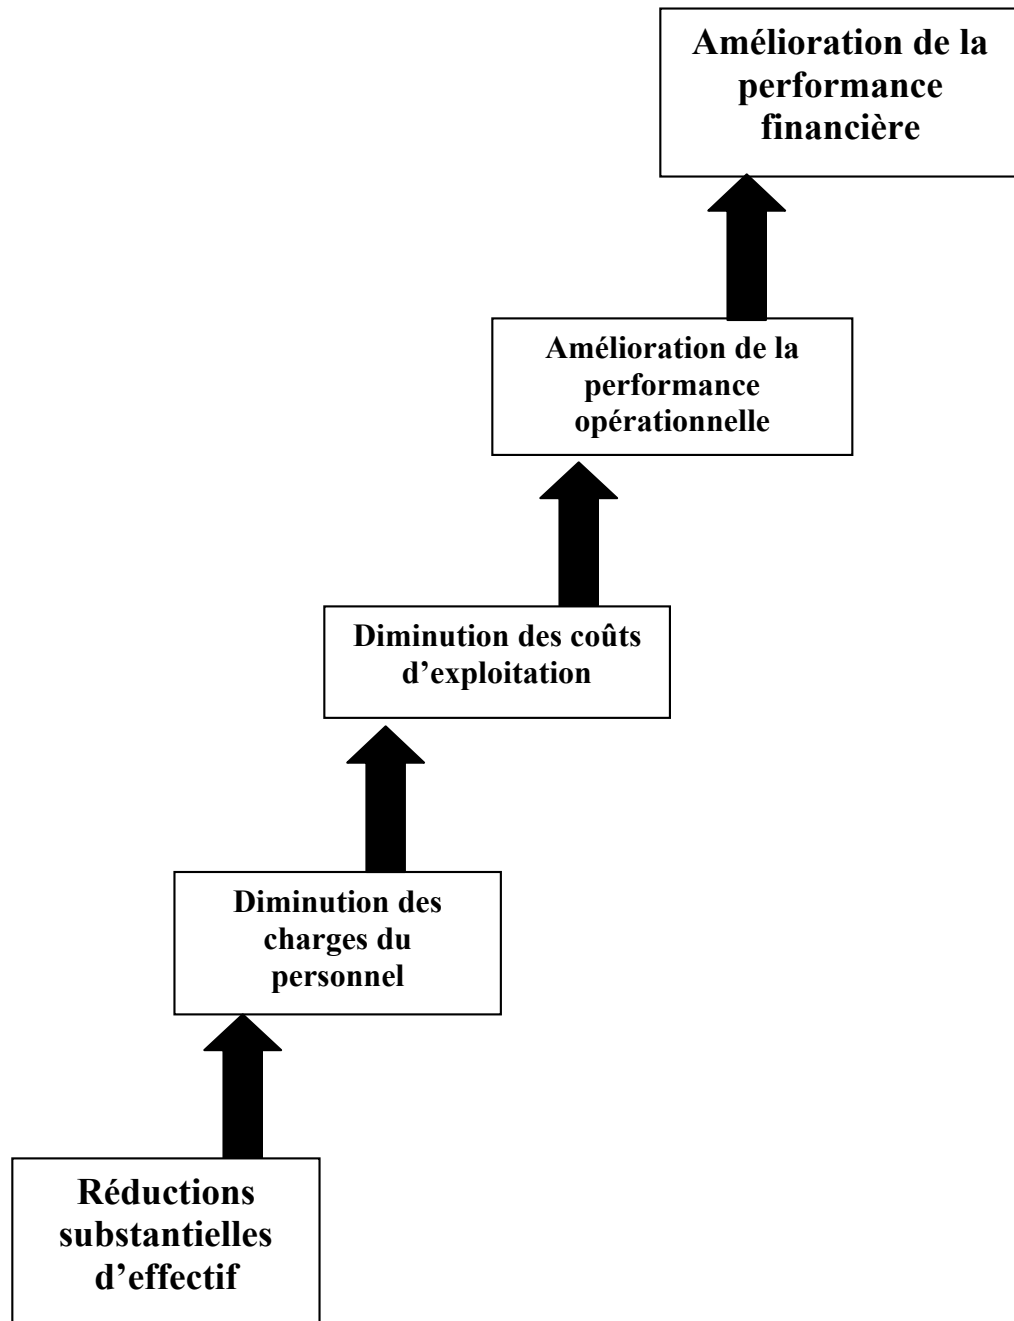 Amélioration de la
performance
financière
Amélioration de la
performance
opérationnelle
Diminution des coûts
d’exploitation
Diminution des
charges du
personnel
Réductions
substantielles
d’effectif